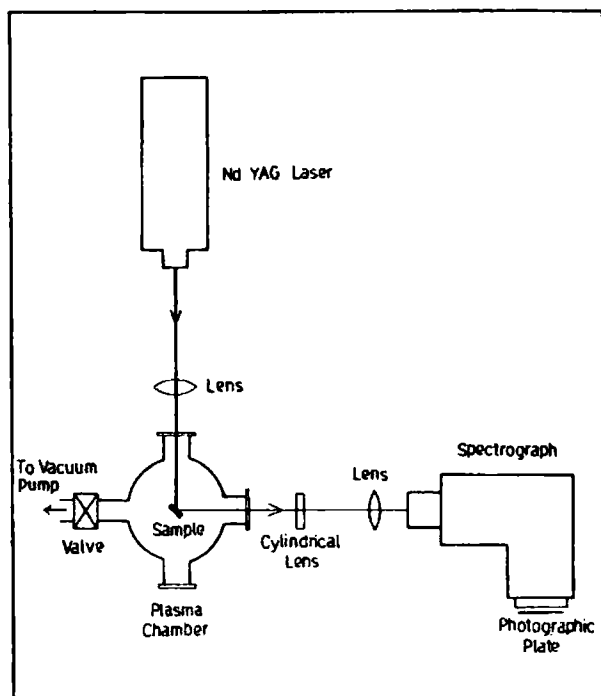 Nd YAG Laser
Lens
To Vacuum
Pump
Valve
Sample
Plasma
Chamber
Cylindrical
Lens
Lens
Spectrograph
Photographic
Plate